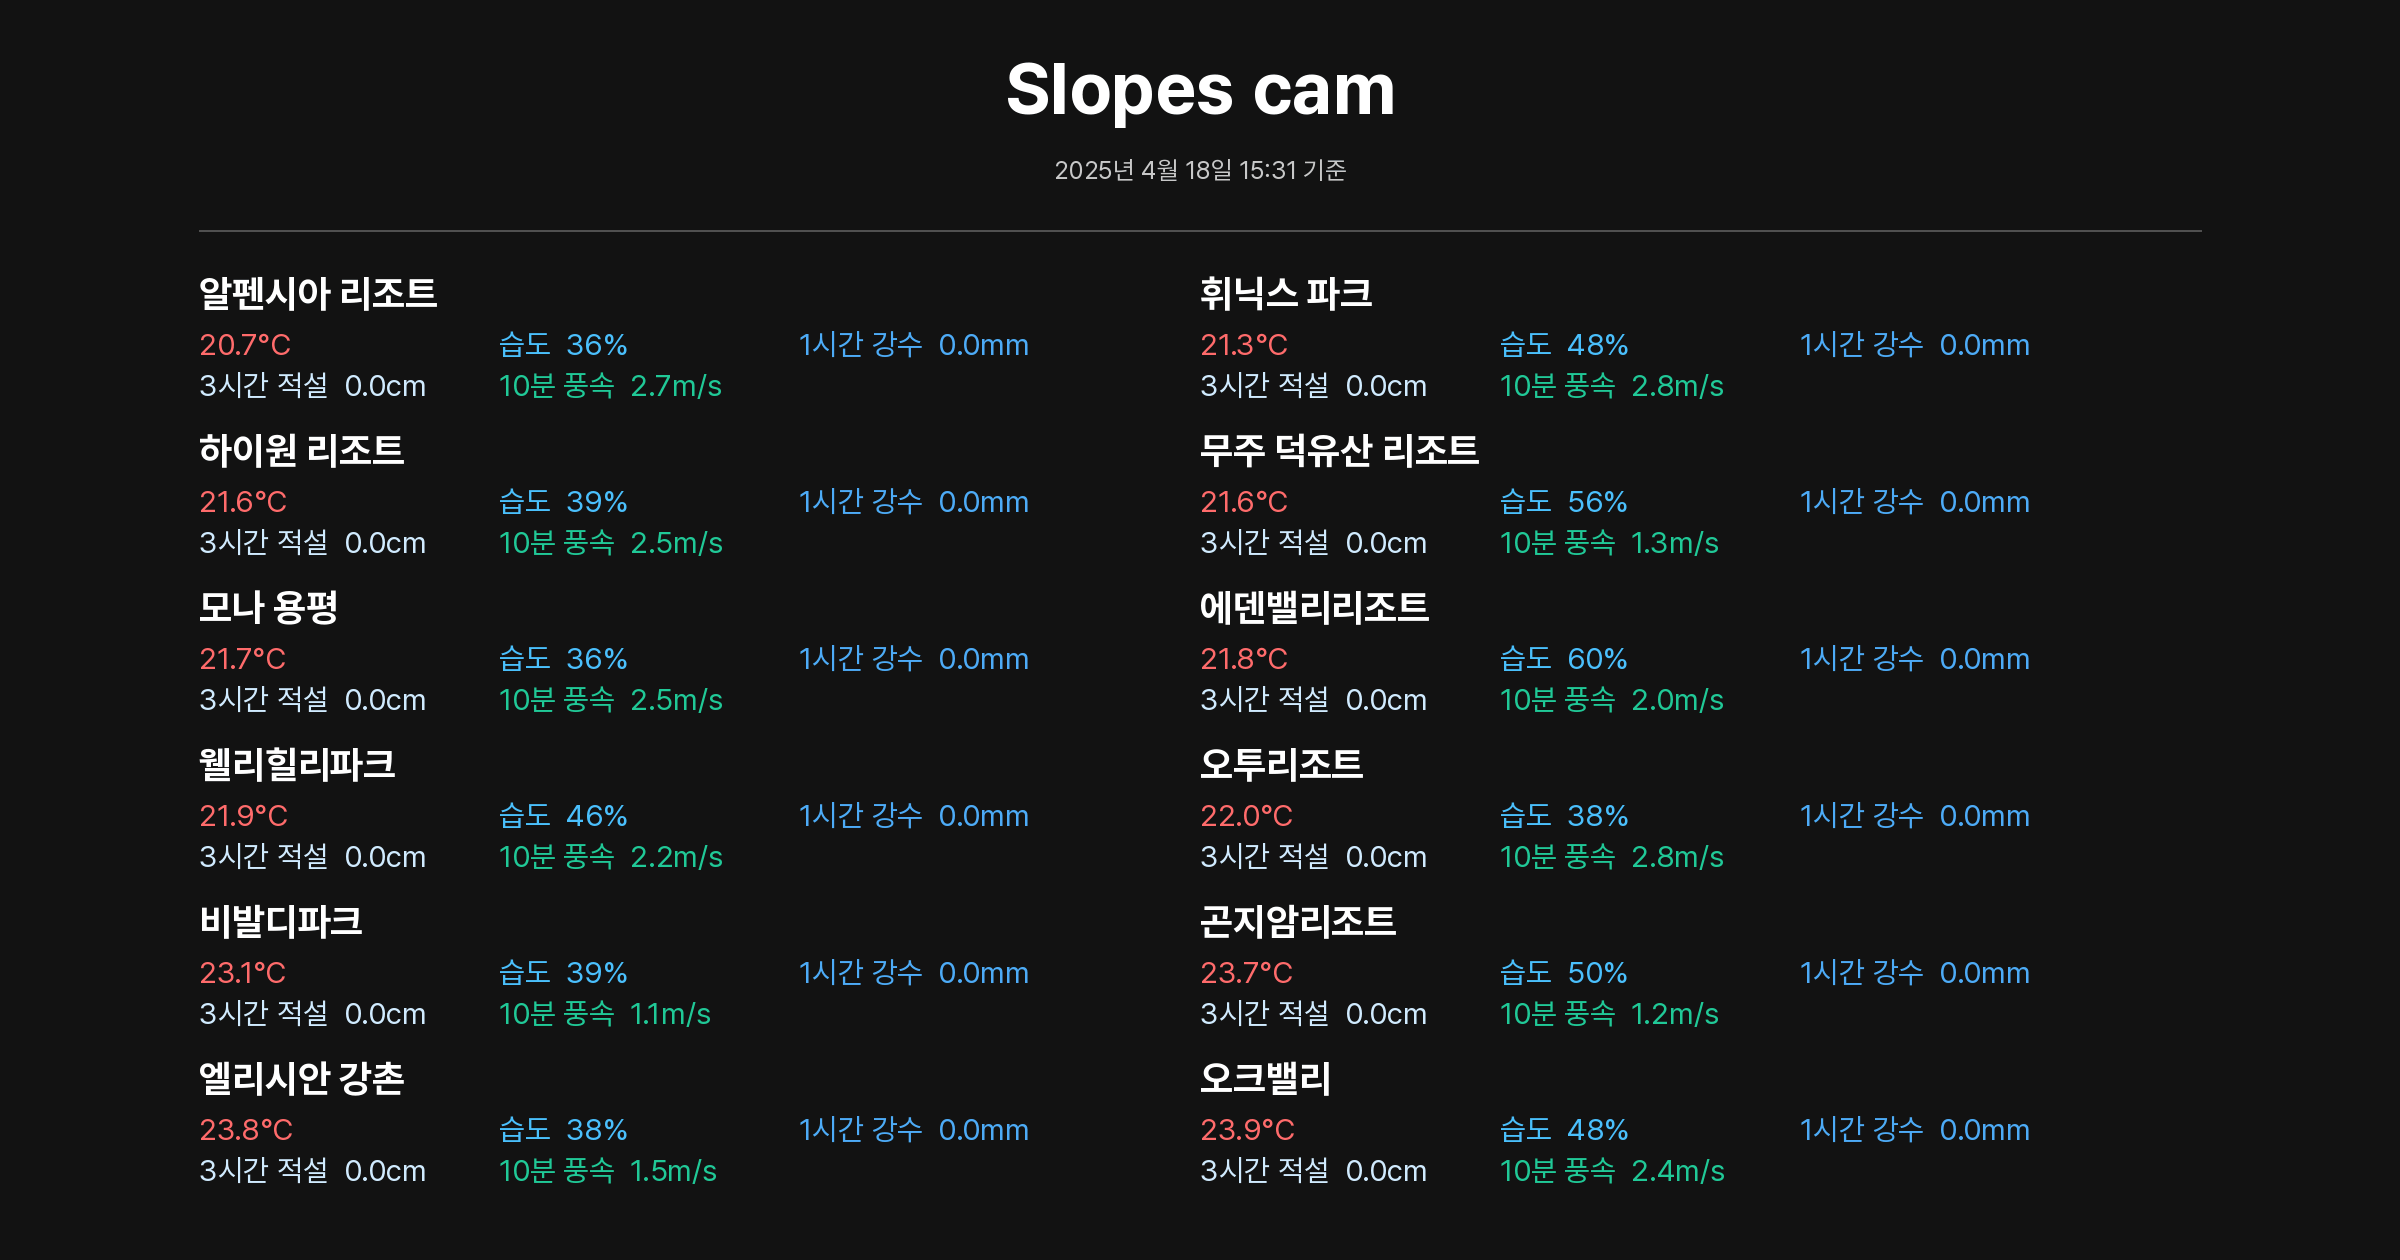 Slopes cam
2025년 4월 18일 15:31 기준
알펜시아 리조트
20.7°C 습도 36% 1시간 강수 0.0mm
3시간 적설 0.0cm 10분 풍속 2.7m/s
휘닉스 파크
21.3°C 습도 48% 1시간 강수 0.0mm
3시간 적설 0.0cm 10분 풍속 2.8m/s
하이원 리조트
21.6°C 습도 39% 1시간 강수 0.0mm
3시간 적설 0.0cm 10분 풍속 2.5m/s
무주 덕유산 리조트
21.6°C 습도 56% 1시간 강수 0.0mm
3시간 적설 0.0cm 10분 풍속 1.3m/s
모나 용평
21.7°C 습도 36% 1시간 강수 0.0mm
3시간 적설 0.0cm 10분 풍속 2.5m/s
에덴밸리리조트
21.8°C 습도 60% 1시간 강수 0.0mm
3시간 적설 0.0cm 10분 풍속 2.0m/s
웰리힐리파크
21.9°C 습도 46% 1시간 강수 0.0mm
3시간 적설 0.0cm 10분 풍속 2.2m/s
오투리조트
22.0°C 습도 38% 1시간 강수 0.0mm
3시간 적설 0.0cm 10분 풍속 2.8m/s
비발디파크
23.1°C 습도 39% 1시간 강수 0.0mm
3시간 적설 0.0cm 10분 풍속 1.1m/s
곤지암리조트
23.7°C 습도 50% 1시간 강수 0.0mm
3시간 적설 0.0cm 10분 풍속 1.2m/s
엘리시안 강촌
23.8°C 습도 38% 1시간 강수 0.0mm
3시간 적설 0.0cm 10분 풍속 1.5m/s
오크밸리
23.9°C 습도 48% 1시간 강수 0.0mm
3시간 적설 0.0cm 10분 풍속 2.4m/s